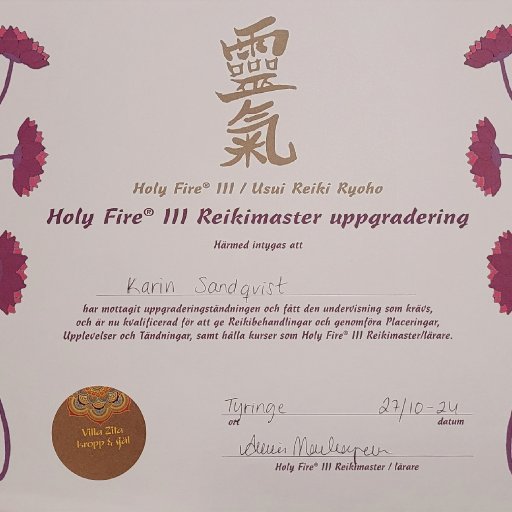 靈氣
Holy Fire® III / Usui Reiki Ryoho
Holy Fire® III Reikimaster uppgradering
Härmed intygas att
Karin Sandqvist
har mottagit uppgraderingständningen och fått den undervisning som krävs,
och är nu kvalificerad för att ge Reikibehandlingar och genomföra Placeringar,
Upplevelser och Tändningar, samt hålla kurser som Holy Fire® III Reikimaster/lärare.
Villa Zita
Kropp & Själ
Tyringe 27/10-24
ort datum
Holy Fire® III Reikimaster / lärare